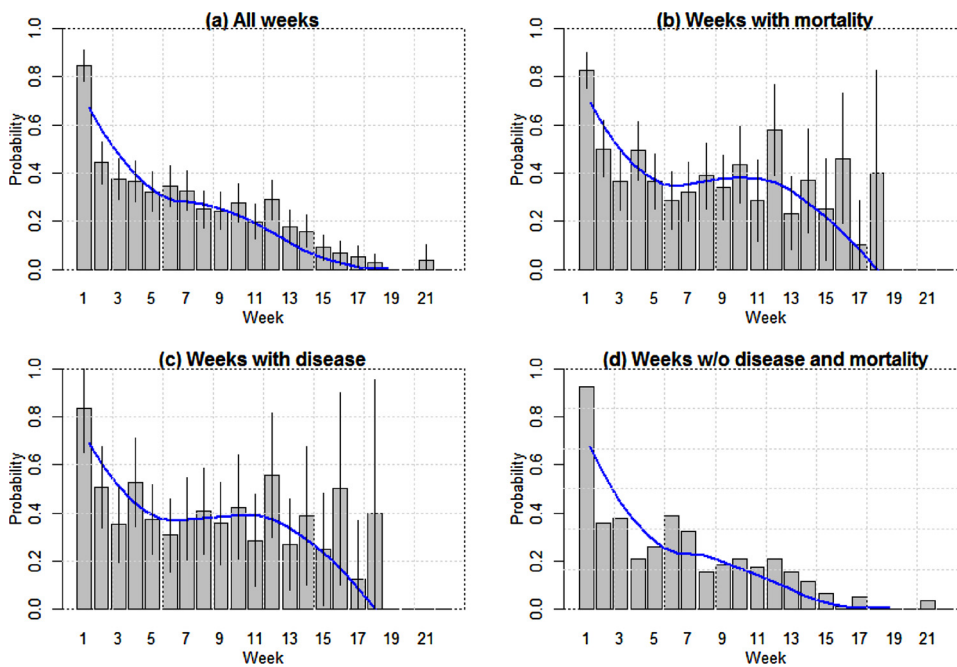 (a) All weeks
Probability
0.0 0.2 0.4 0.6 0.8 1.0
1 3 5 7 9 11 13 15 17 19 21
Week
(b) Weeks with mortality
Probability
0.0 0.2 0.4 0.6 0.8 1.0
1 3 5 7 9 11 13 15 17 19 21
Week
(c) Weeks with disease
Probability
0.0 0.2 0.4 0.6 0.8 1.0
1 3 5 7 9 11 13 15 17 19 21
Week
(d) Weeks w/o disease and mortality
Probability
0.0 0.2 0.4 0.6 0.8 1.0
1 3 5 7 9 11 13 15 17 19 21
Week